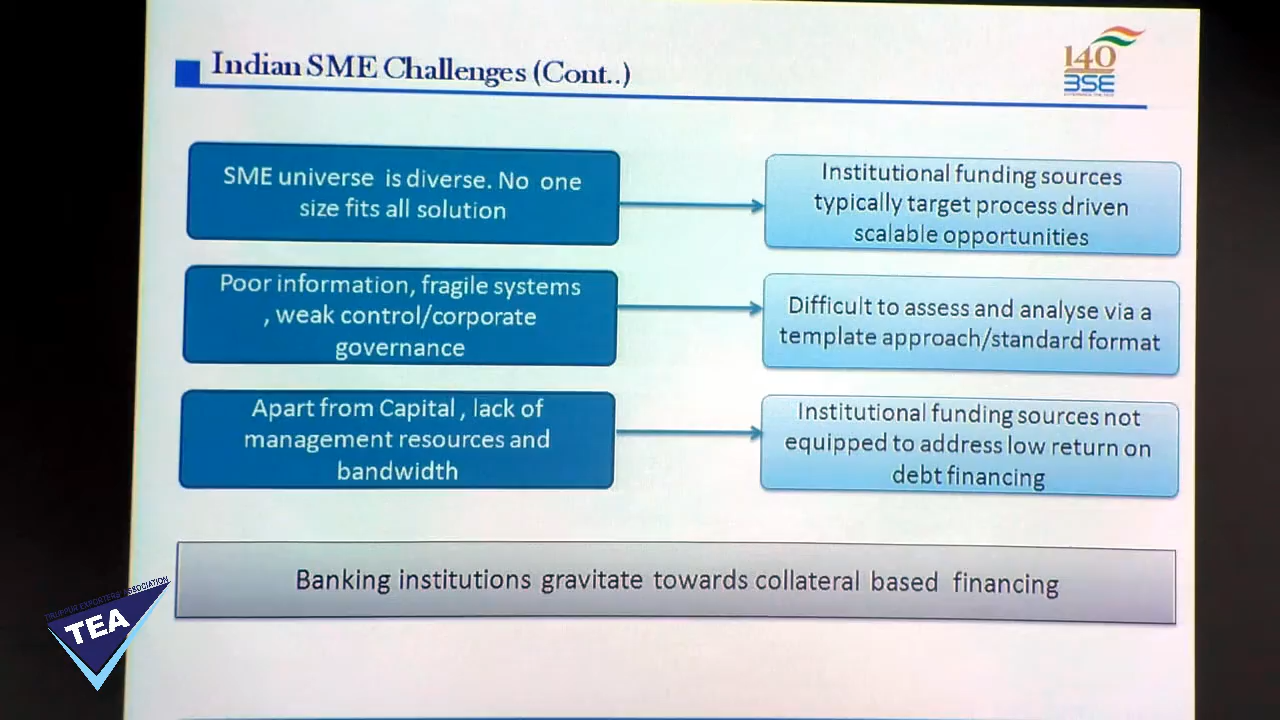 Indian SME Challenges (Cont..)
140
BSE
SME universe is diverse. No one
size fits all solution
Institutional funding sources
typically target process driven
scalable opportunities
Poor information, fragile systems
, weak control/corporate
governance
Difficult to assess and analyse via a
template approach/standard format
Apart from Capital , lack of
management resources and
bandwidth
Institutional funding sources not
equipped to address low return on
debt financing
Banking institutions gravitate towards collateral based financing
TIRUPUR EXPORTERS' ASSOCIATION
TEA